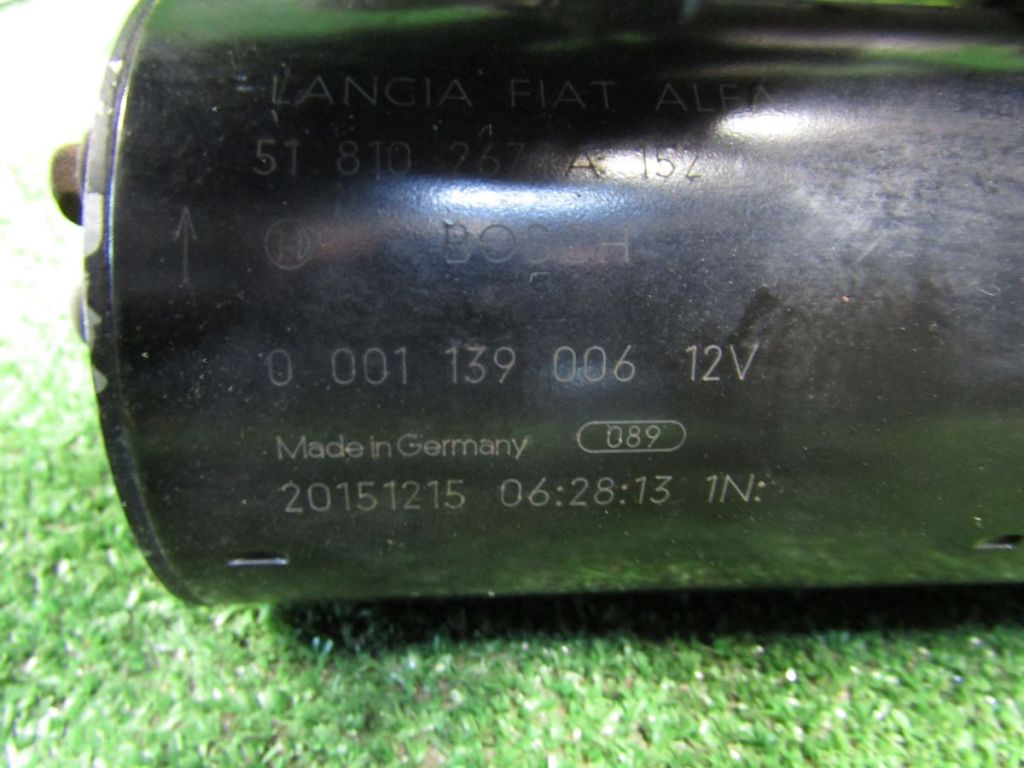 LANCIA FIAT ALFA
51 810 267 A 152
BOSCH
0 001 139 006 12V
Made in Germany 089
20151215 06:28:13 1N: